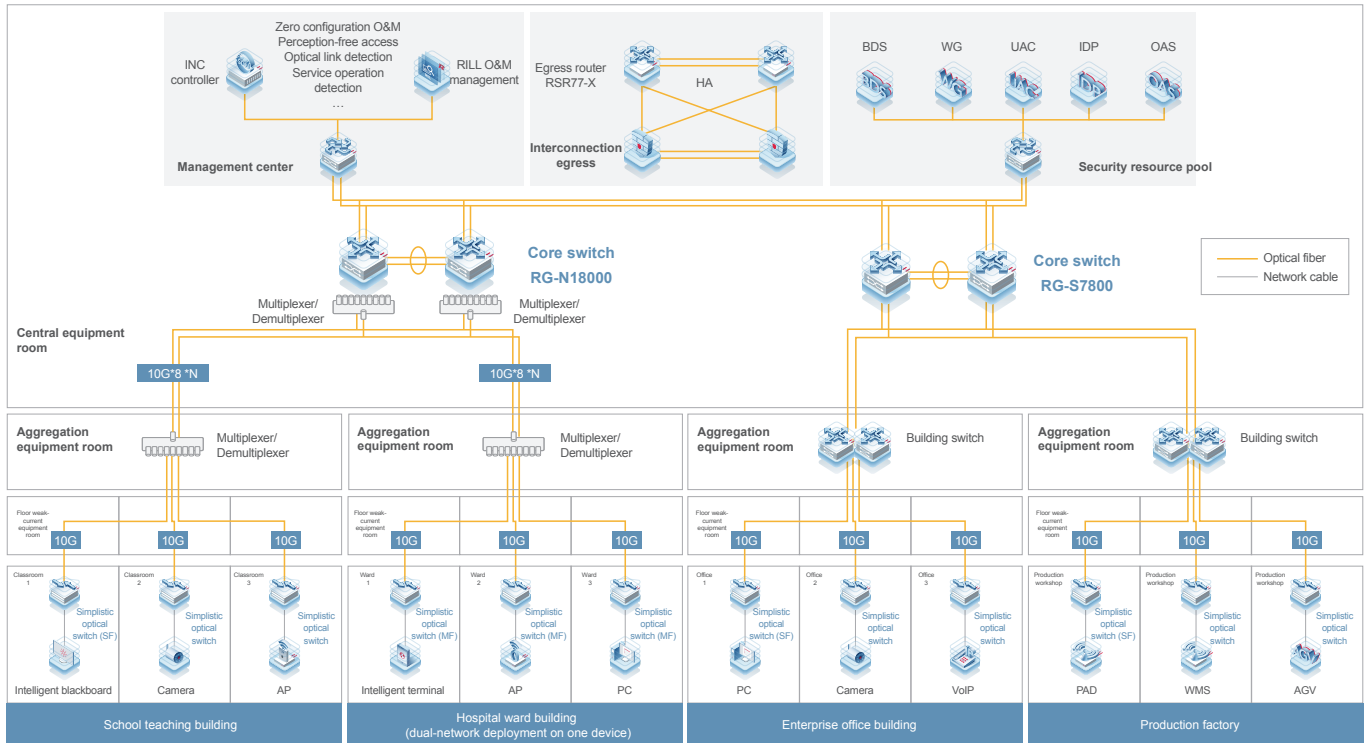 Zero configuration O&M
Perception-free access
Optical link detection
Service operation
detection
…
INC
controller
RILL O&M
management
Management center
Egress router
RSR77-X
HA
Interconnection
egress
BDS
WG
UAC
IDP
OAS
Security resource pool
Core switch
RG-N18000
Core switch
RG-S7800
Optical fiber
Network cable
Multiplexer/
Demultiplexer
Multiplexer/
Demultiplexer
Central equipment
room
10G*8 *N
10G*8 *N
Aggregation
equipment room
Multiplexer/
Demultiplexer
Aggregation
equipment room
Multiplexer/
Demultiplexer
Aggregation
equipment room
Building switch
Aggregation
equipment room
Building switch
Floor weak-
current equipment
room
10G
10G
10G
Floor weak-
current equipment
room
10G
10G
10G
Floor weak-
current equipment
room
10G
10G
10G
Floor weak-
current equipment
room
10G
10G
10G
Classroom
1
Simplistic
optical
switch (SF)
Intelligent blackboard
Classroom
2
Simplistic
optical
switch
Camera
Classroom
3
Simplistic
optical
switch
AP
Ward
1
Simplistic
optical
switch (MF)
Intelligent terminal
Ward
2
Simplistic
optical
switch (MF)
AP
Ward
3
Simplistic
optical
switch (MF)
PC
Office
1
Simplistic
optical
switch (SF)
PC
Office
2
Simplistic
optical
switch
Camera
Office
3
Simplistic
optical
switch
VoIP
Production
workshop
Simplistic
optical
switch (SF)
PAD
Production
workshop
Simplistic
optical
switch
WMS
Production
workshop
Simplistic
optical
switch
AGV
School teaching building
Hospital ward building
(dual-network deployment on one device)
Enterprise office building
Production factory